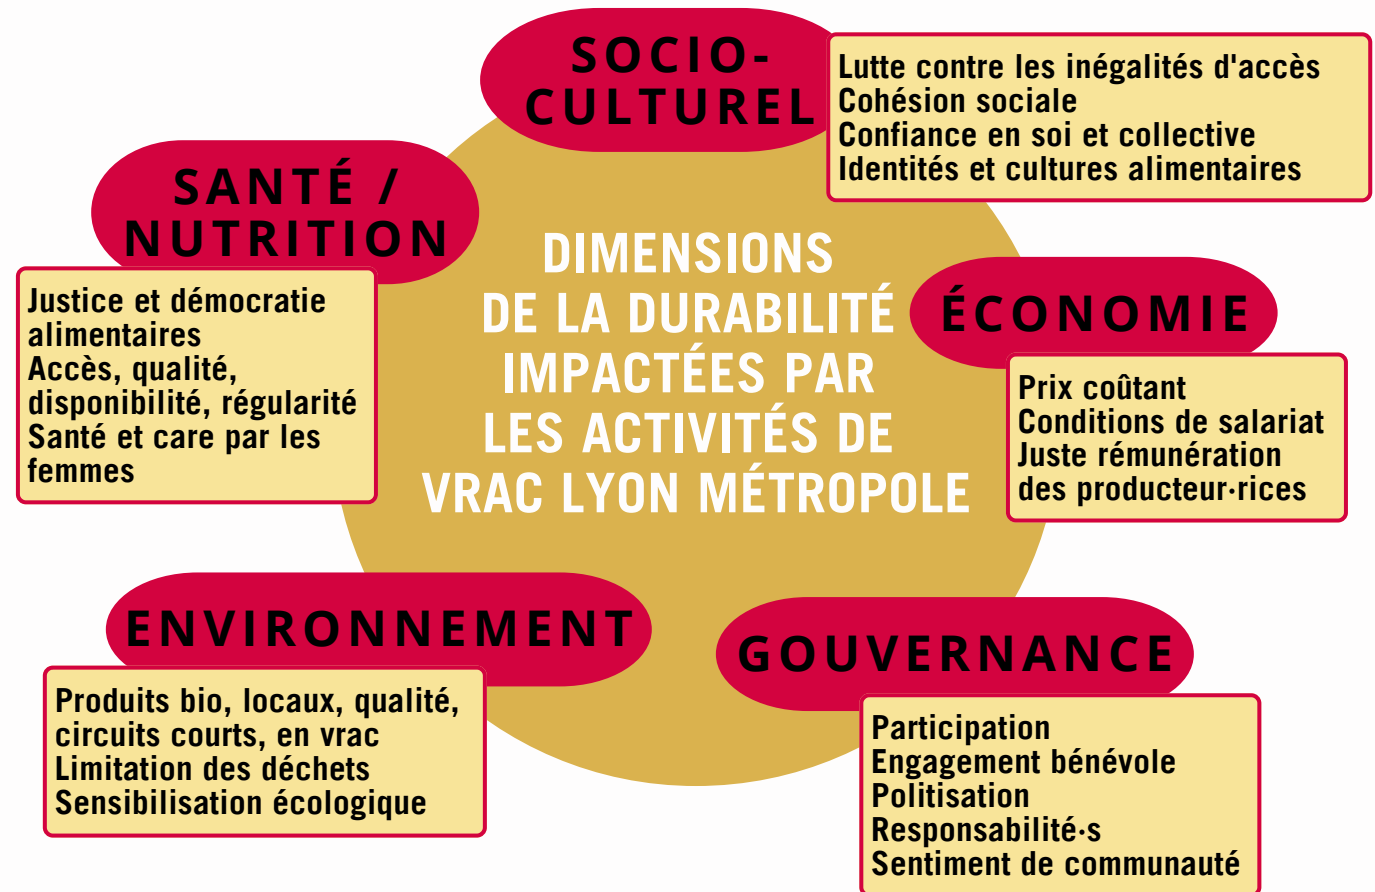 SOCIO-
CULTUREL
Lutte contre les inégalités d'accès
Cohésion sociale
Confiance en soi et collective
Identités et cultures alimentaires
SANTÉ /
NUTRITION
Justice et démocratie
alimentaires
Accès, qualité,
disponibilité, régularité
Santé et care par les
femmes
DIMENSIONS
DE LA DURABILITÉ
IMPACTÉES PAR
LES ACTIVITÉS DE
VRAC LYON MÉTROPOLE
ÉCONOMIE
Prix coûtant
Conditions de salariat
Juste rémunération
des producteur·rices
ENVIRONNEMENT
Produits bio, locaux, qualité,
circuits courts, en vrac
Limitation des déchets
Sensibilisation écologique
GOUVERNANCE
Participation
Engagement bénévole
Politisation
Responsabilité·s
Sentiment de communauté